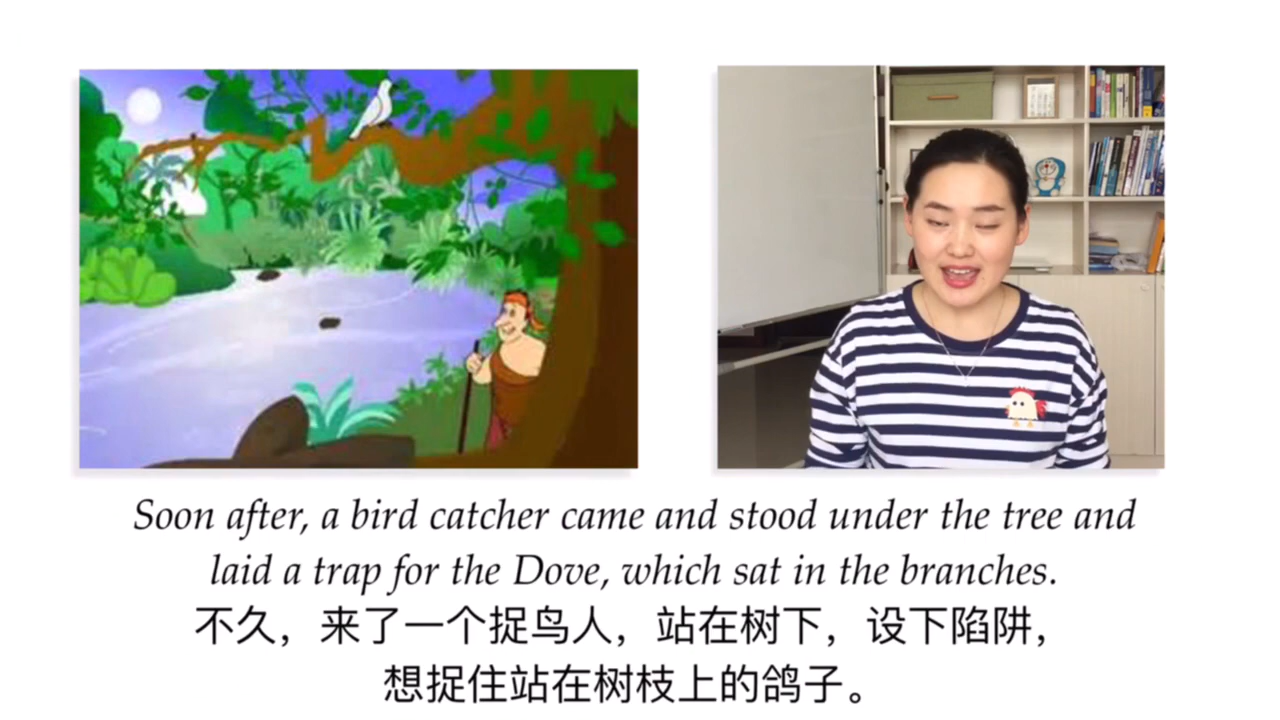 Soon after, a bird catcher came and stood under the tree and
laid a trap for the Dove, which sat in the branches.
不久，来了一个捉鸟人，站在树下，设下陷阱，
想捉住站在树枝上的鸽子。